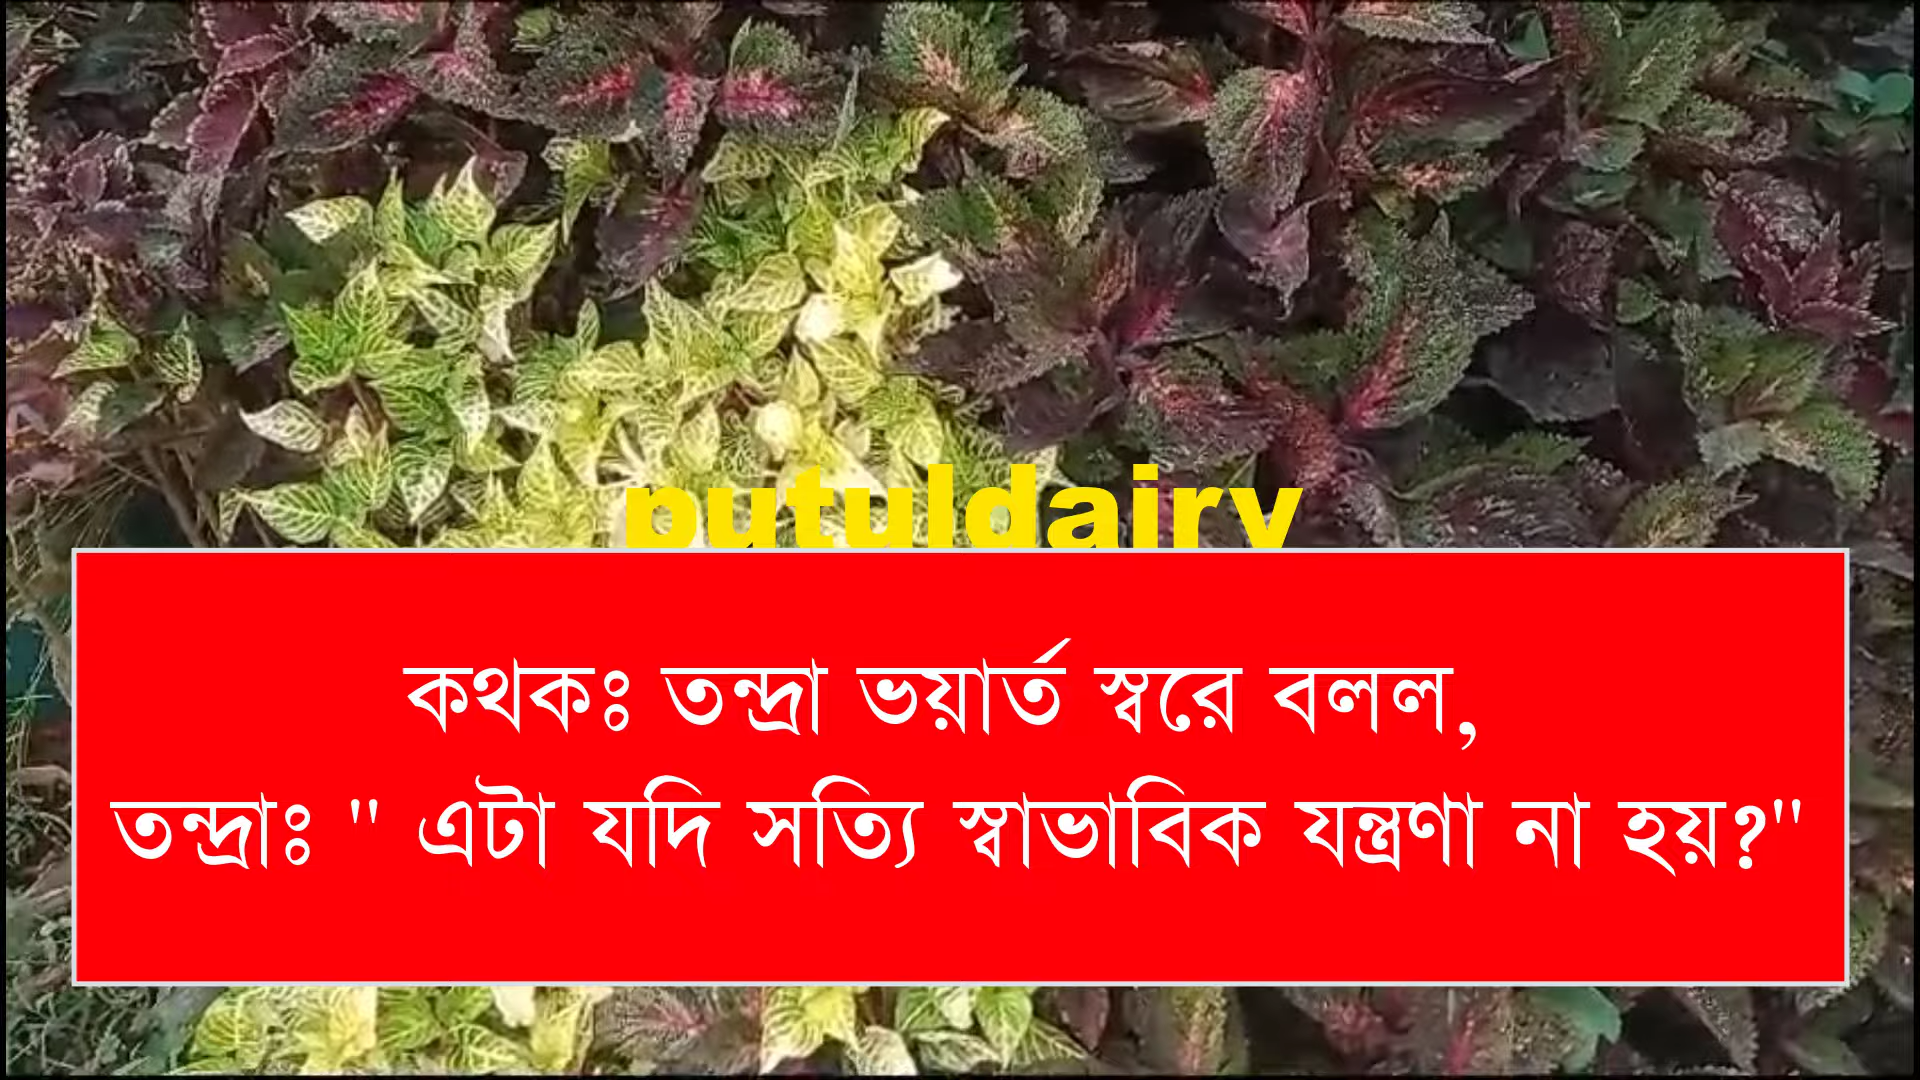 putuldairy
কথকঃ তন্দ্রা ভয়ার্ত স্বরে বলল,
তন্দ্রাঃ " এটা যদি সত্যি স্বাভাবিক যন্ত্রণা না হয়?"